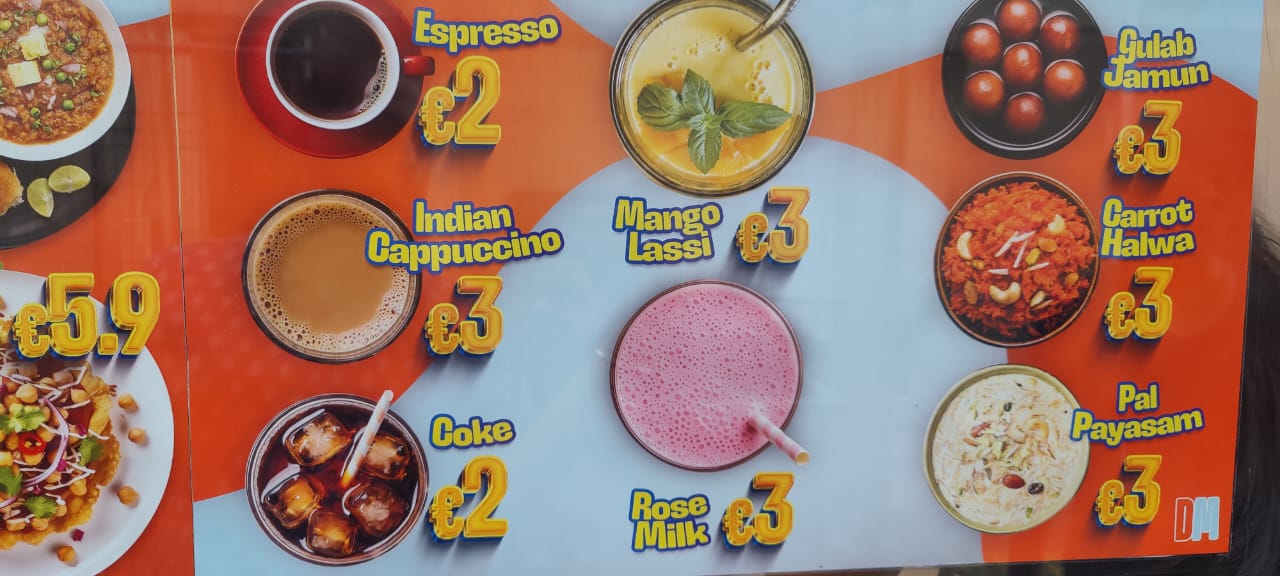 €5.9
Espresso
€2
Indian
Cappuccino
€3
Coke
€2
Mango
Lassi
€3
Rose
Milk
€3
Gulab
Jamun
€3
Carrot
Halwa
€3
Pal
Payasam
€3
DM